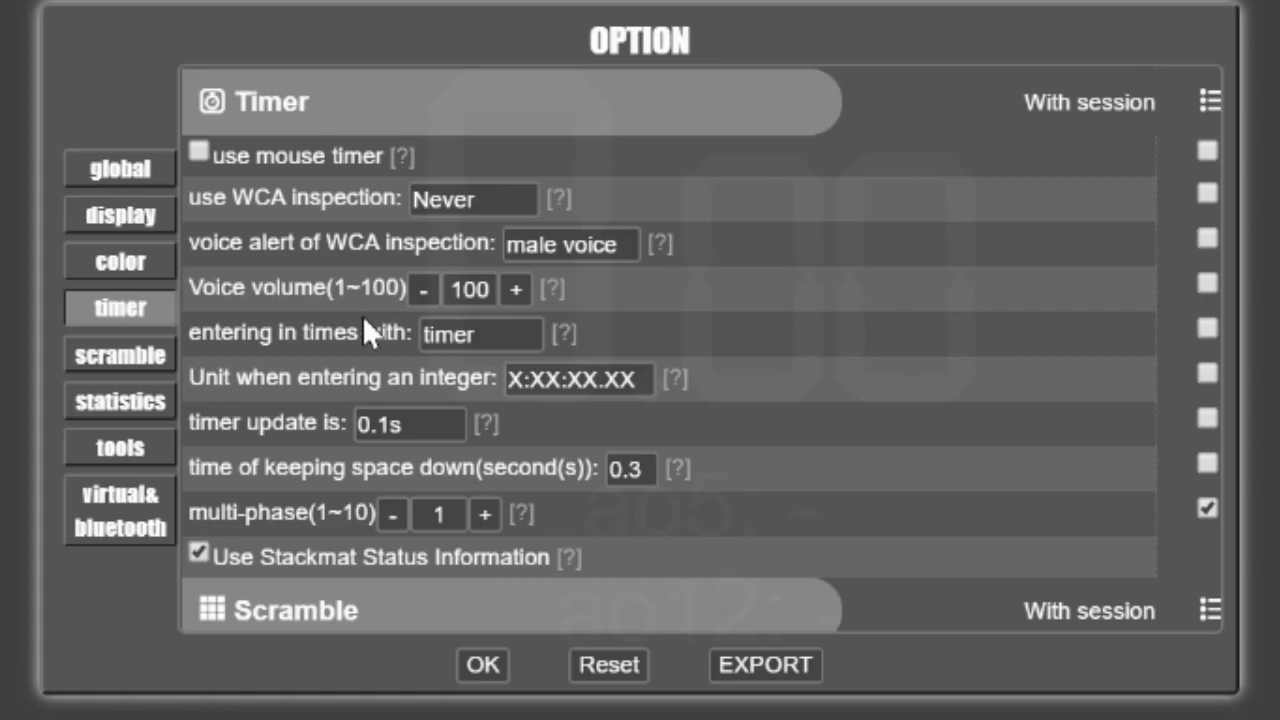 OPTION
Timer With session
use mouse timer [?]
use WCA inspection: Never [?]
voice alert of WCA inspection: male voice [?]
Voice volume(1~100) - 100 + [?]
entering in times with: timer [?]
Unit when entering an integer: X:XX:XX.XX [?]
timer update is: 0.1s [?]
time of keeping space down(second(s)): 0.3 [?]
multi-phase(1~10) - 1 + [?]
Use Stackmat Status Information [?]
Scramble With session
global
display
color
timer
scramble
statistics
tools
virtual&
bluetooth
ao5: -
ao12: -
OK Reset EXPORT